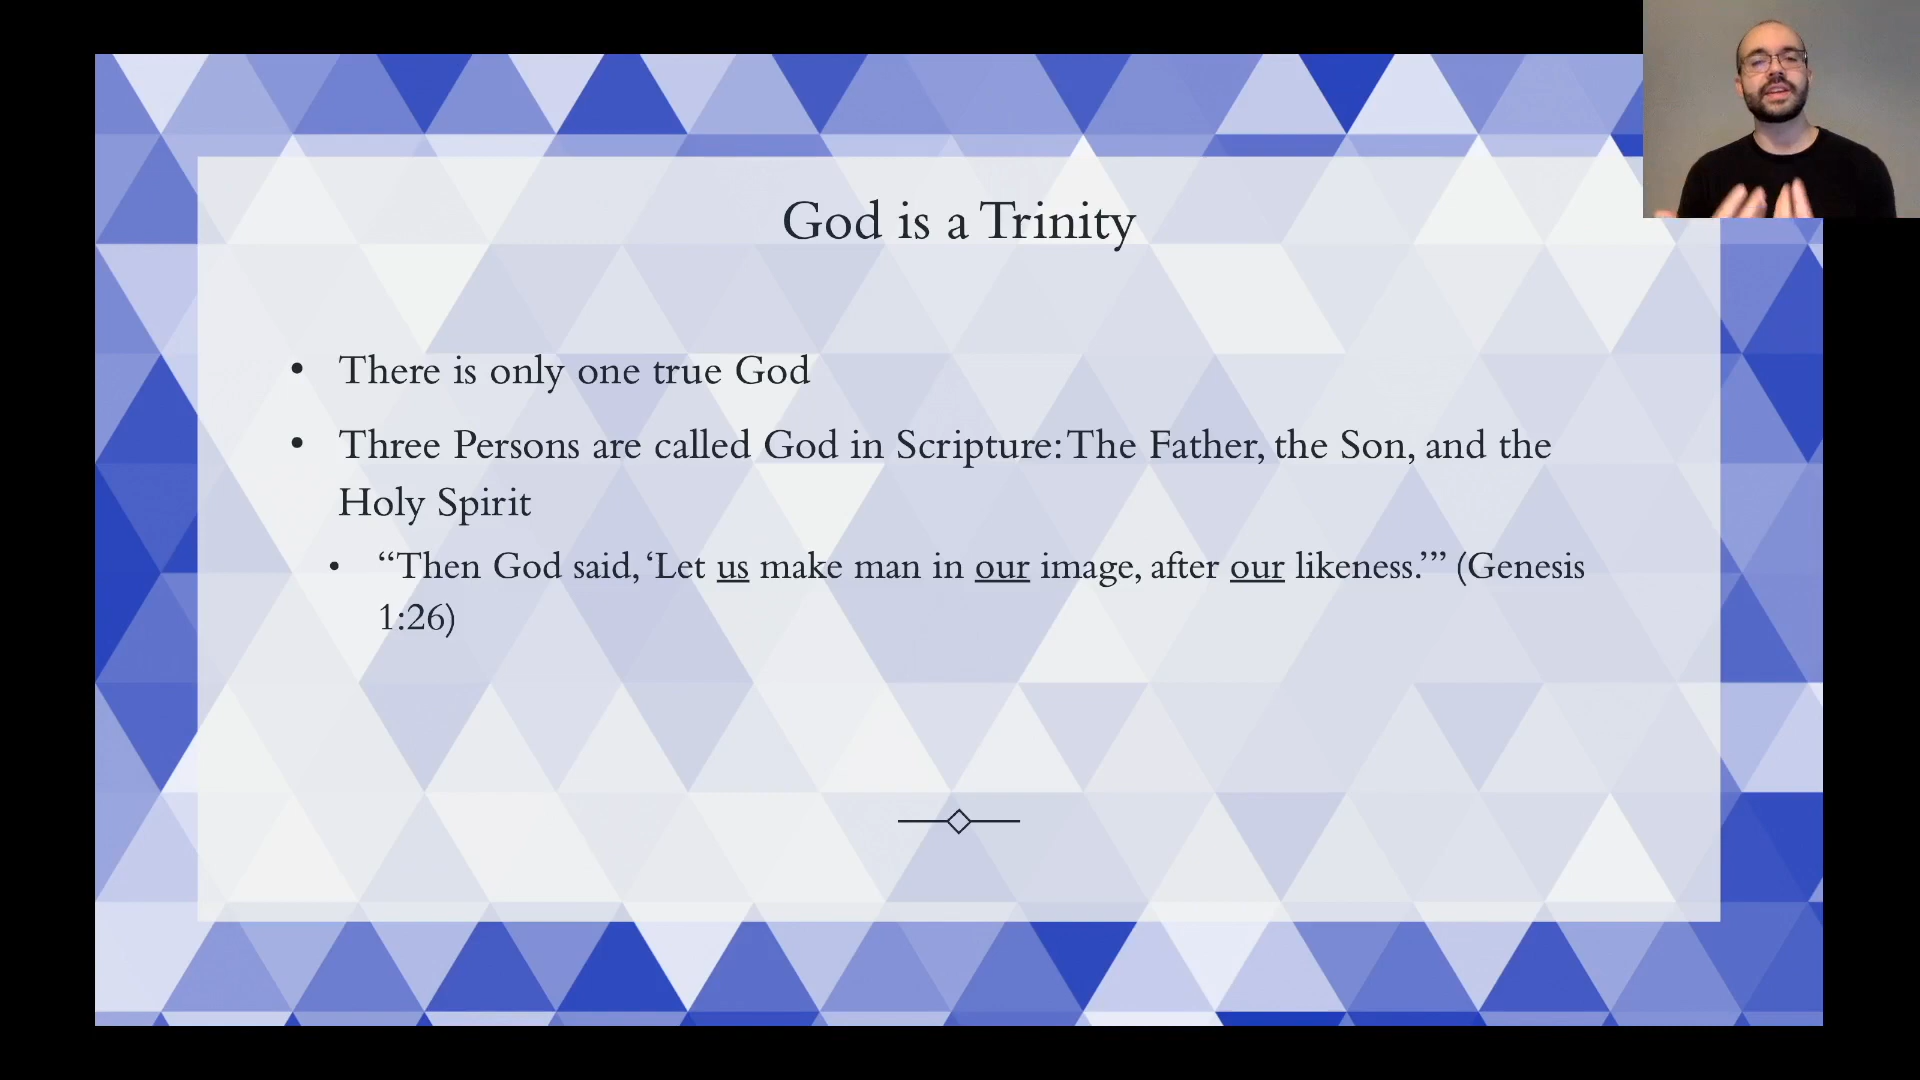 God is a Trinity
• There is only one true God
• Three Persons are called God in Scripture: The Father, the Son, and the
Holy Spirit
• “Then God said, ‘Let us make man in our image, after our likeness.’” (Genesis
1:26)